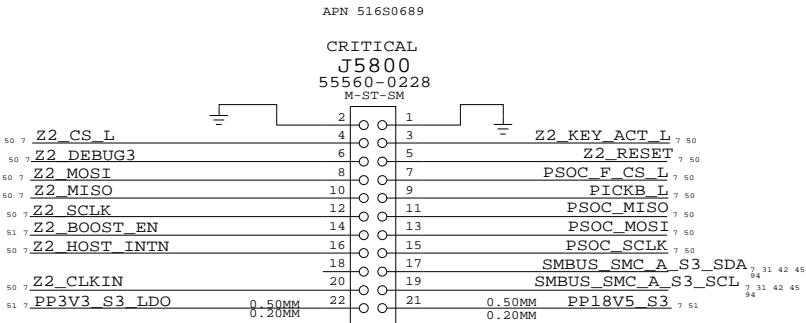 APN 516S0689
CRITICAL
J5800
55560-0228
M-ST-SM
2 1
50 7 Z2_CS_L 4 3 Z2_KEY_ACT_L 7 50
50 7 Z2_DEBUG3 6 5 Z2_RESET 7 50
50 7 Z2_MOSI 8 7 PSOC_F_CS_L 7 50
50 7 Z2_MISO 10 9 PICKB_L 7 50
50 7 Z2_SCLK 12 11 PSOC_MISO 7 50
51 7 Z2_BOOST_EN 14 13 PSOC_MOSI 7 50
50 7 Z2_HOST_INTN 16 15 PSOC_SCLK 7 50
18 17 SMBUS_SMC_A_S3_SDA 7 31 42 45
94
50 7 Z2_CLKIN 20 19 SMBUS_SMC_A_S3_SCL 7 31 42 45
94
51 7 PP3V3_S3_LDO 0.50MM 22 21 0.50MM PP18V5_S3 7 51
0.20MM 0.20MM